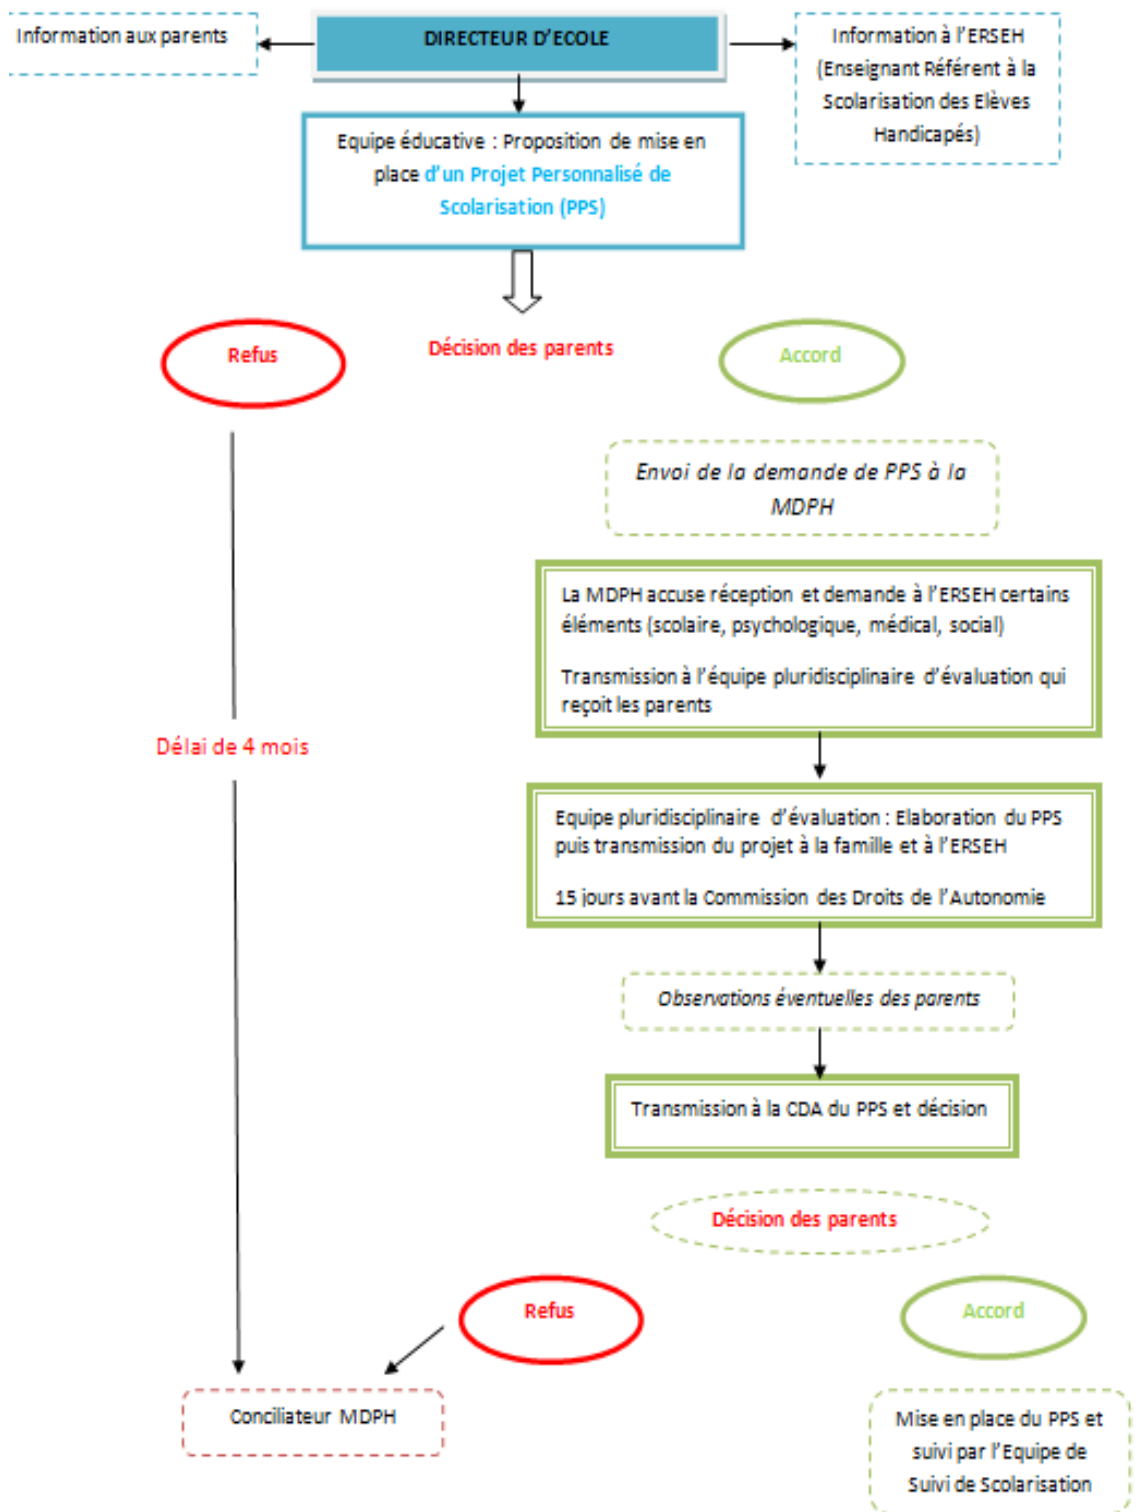 Information aux parents
DIRECTEUR D’ECOLE
Information à l’ERSEH
(Enseignant Référent à la
Scolarisation des Elèves
Handicapés)
Equipe éducative : Proposition de mise en
place d’un Projet Personnalisé de
Scolarisation (PPS)
Refus
Décision des parents
Accord
Envoi de la demande de PPS à la
MDPH
La MDPH accuse réception et demande à l’ERSEH certains
éléments (scolaire, psychologique, médical, social)
Transmission à l’équipe pluridisciplinaire d’évaluation qui
reçoit les parents
Délai de 4 mois
Equipe pluridisciplinaire d’évaluation : Elaboration du PPS
puis transmission du projet à la famille et à l’ERSEH
15 jours avant la Commission des Droits de l’Autonomie
Observations éventuelles des parents
Transmission à la CDA du PPS et décision
Décision des parents
Refus
Accord
Conciliateur MDPH
Mise en place du PPS et
suivi par l’Equipe de
Suivi de Scolarisation